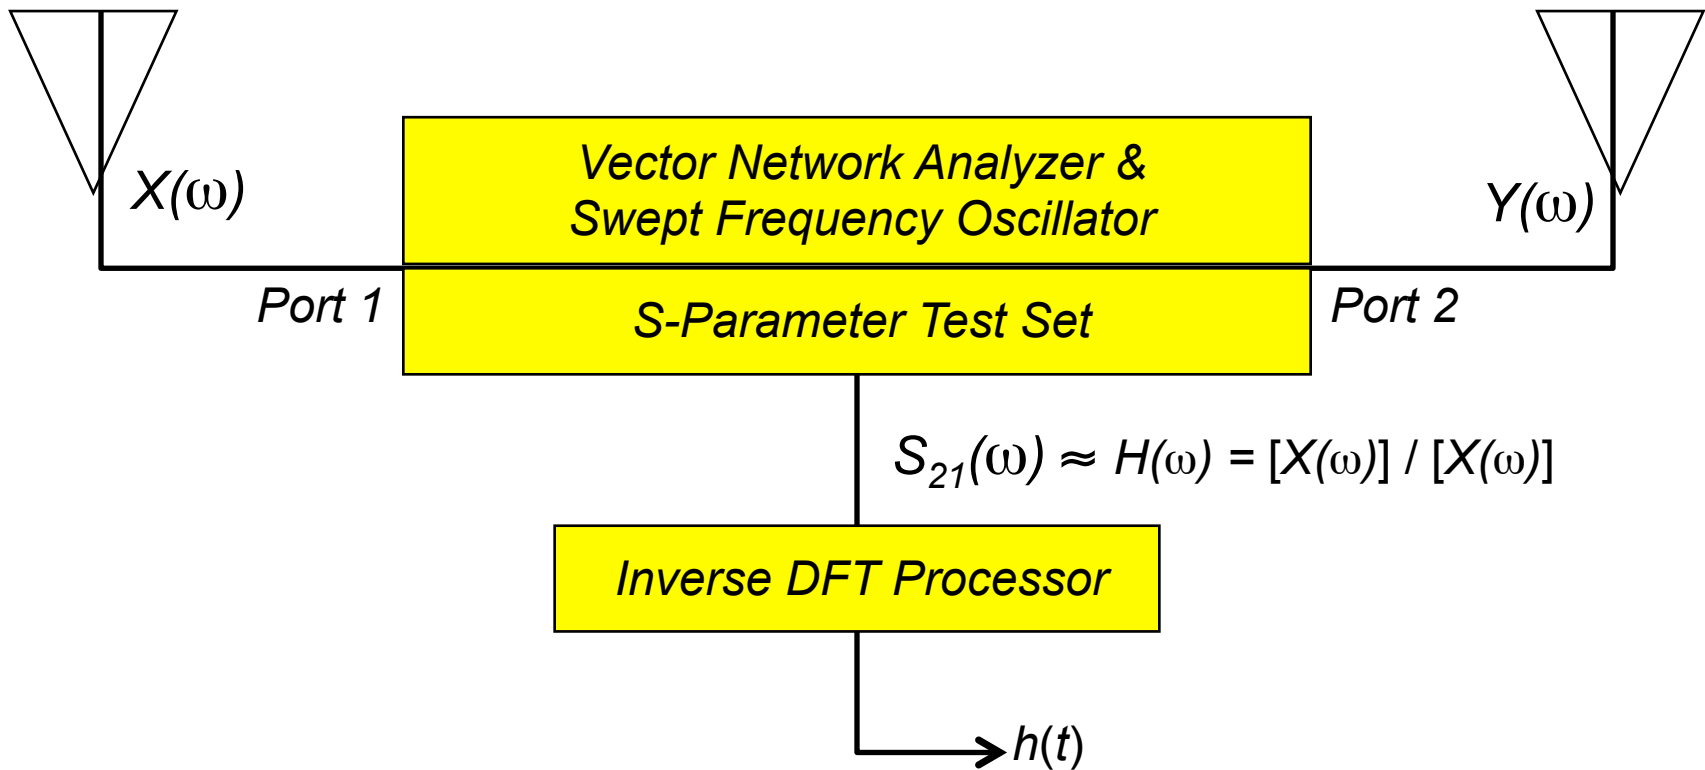 Vector Network Analyzer &
Swept Frequency Oscillator
X(ω)
Y(ω)
Port 1
S-Parameter Test Set
Port 2
S21(ω) ≈ H(ω) = [X(ω)] / [X(ω)]
Inverse DFT Processor
h(t)